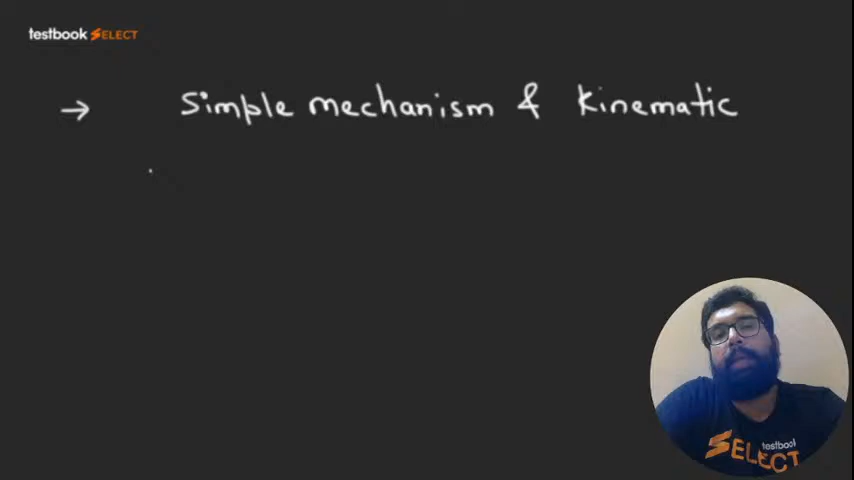 testbook SELECT
→ Simple mechanism & kinematic
testbook
SELECT